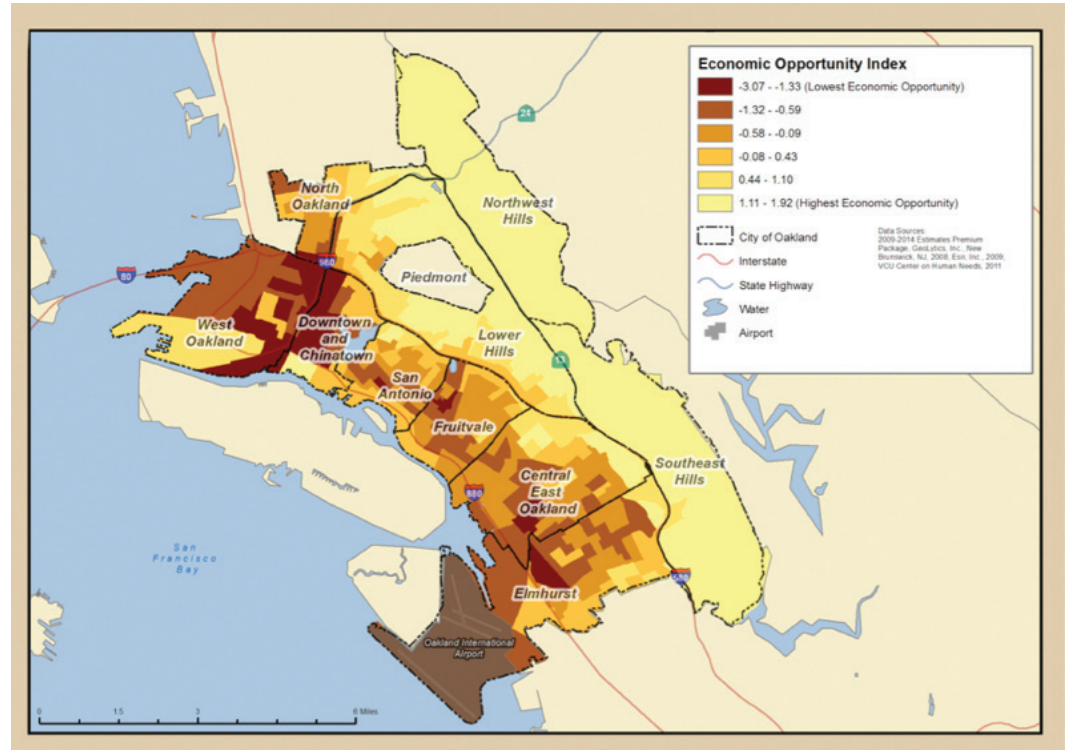 Economic Opportunity Index
-3.07 - -1.33 (Lowest Economic Opportunity)
-1.32 - -0.59
-0.58 - -0.09
-0.08 - 0.43
0.44 - 1.10
1.11 - 1.92 (Highest Economic Opportunity)
City of Oakland
Interstate
State Highway
Water
Airport
Data Sources:
2009-2014 Estimates Premium
Package, GeoLytics, Inc., New
Brunswick, NJ, 2008, Esri, Inc., 2009;
VCU Center on Human Needs, 2011
24
North
Oakland
Northwest
Hills
980
80
Piedmont
West
Oakland
Downtown
and
Chinatown
Lower
Hills
13
San
Antonio
Fruitvale
Southeast
Hills
Central
East
Oakland
880
San
Francisco
Bay
580
Elmhurst
Oakland International
Airport
0
1.5
3
6 Miles